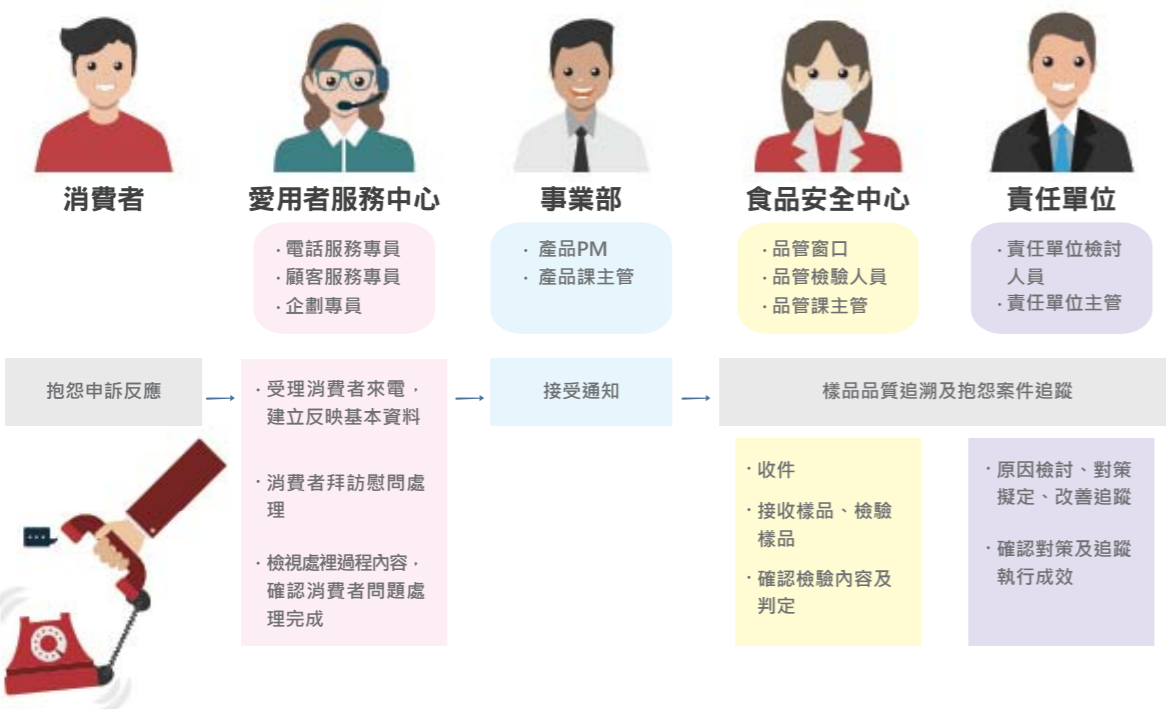 消費者
愛用者服務中心
事業部
食品安全中心
責任單位
·電話服務專員
·顧客服務專員
·企劃專員
· 產品PM
· 產品課主管
·品管窗口
·品管檢驗人員
·品管課主管
·責任單位檢討
人員
·責任單位主管
抱怨申訴反應
·受理消費者來電,
建立反映基本資料
·消費者拜訪慰問處
理
·檢視處裡過程內容,
確認消費者問題處
理完成
接受通知
樣品品質追溯及抱怨案件追蹤
·收件
·接收樣品、檢驗
樣品
·確認檢驗內容及
判定
·原因檢討、對策
擬定、改善追蹤
·確認對策及追蹤
執行成效